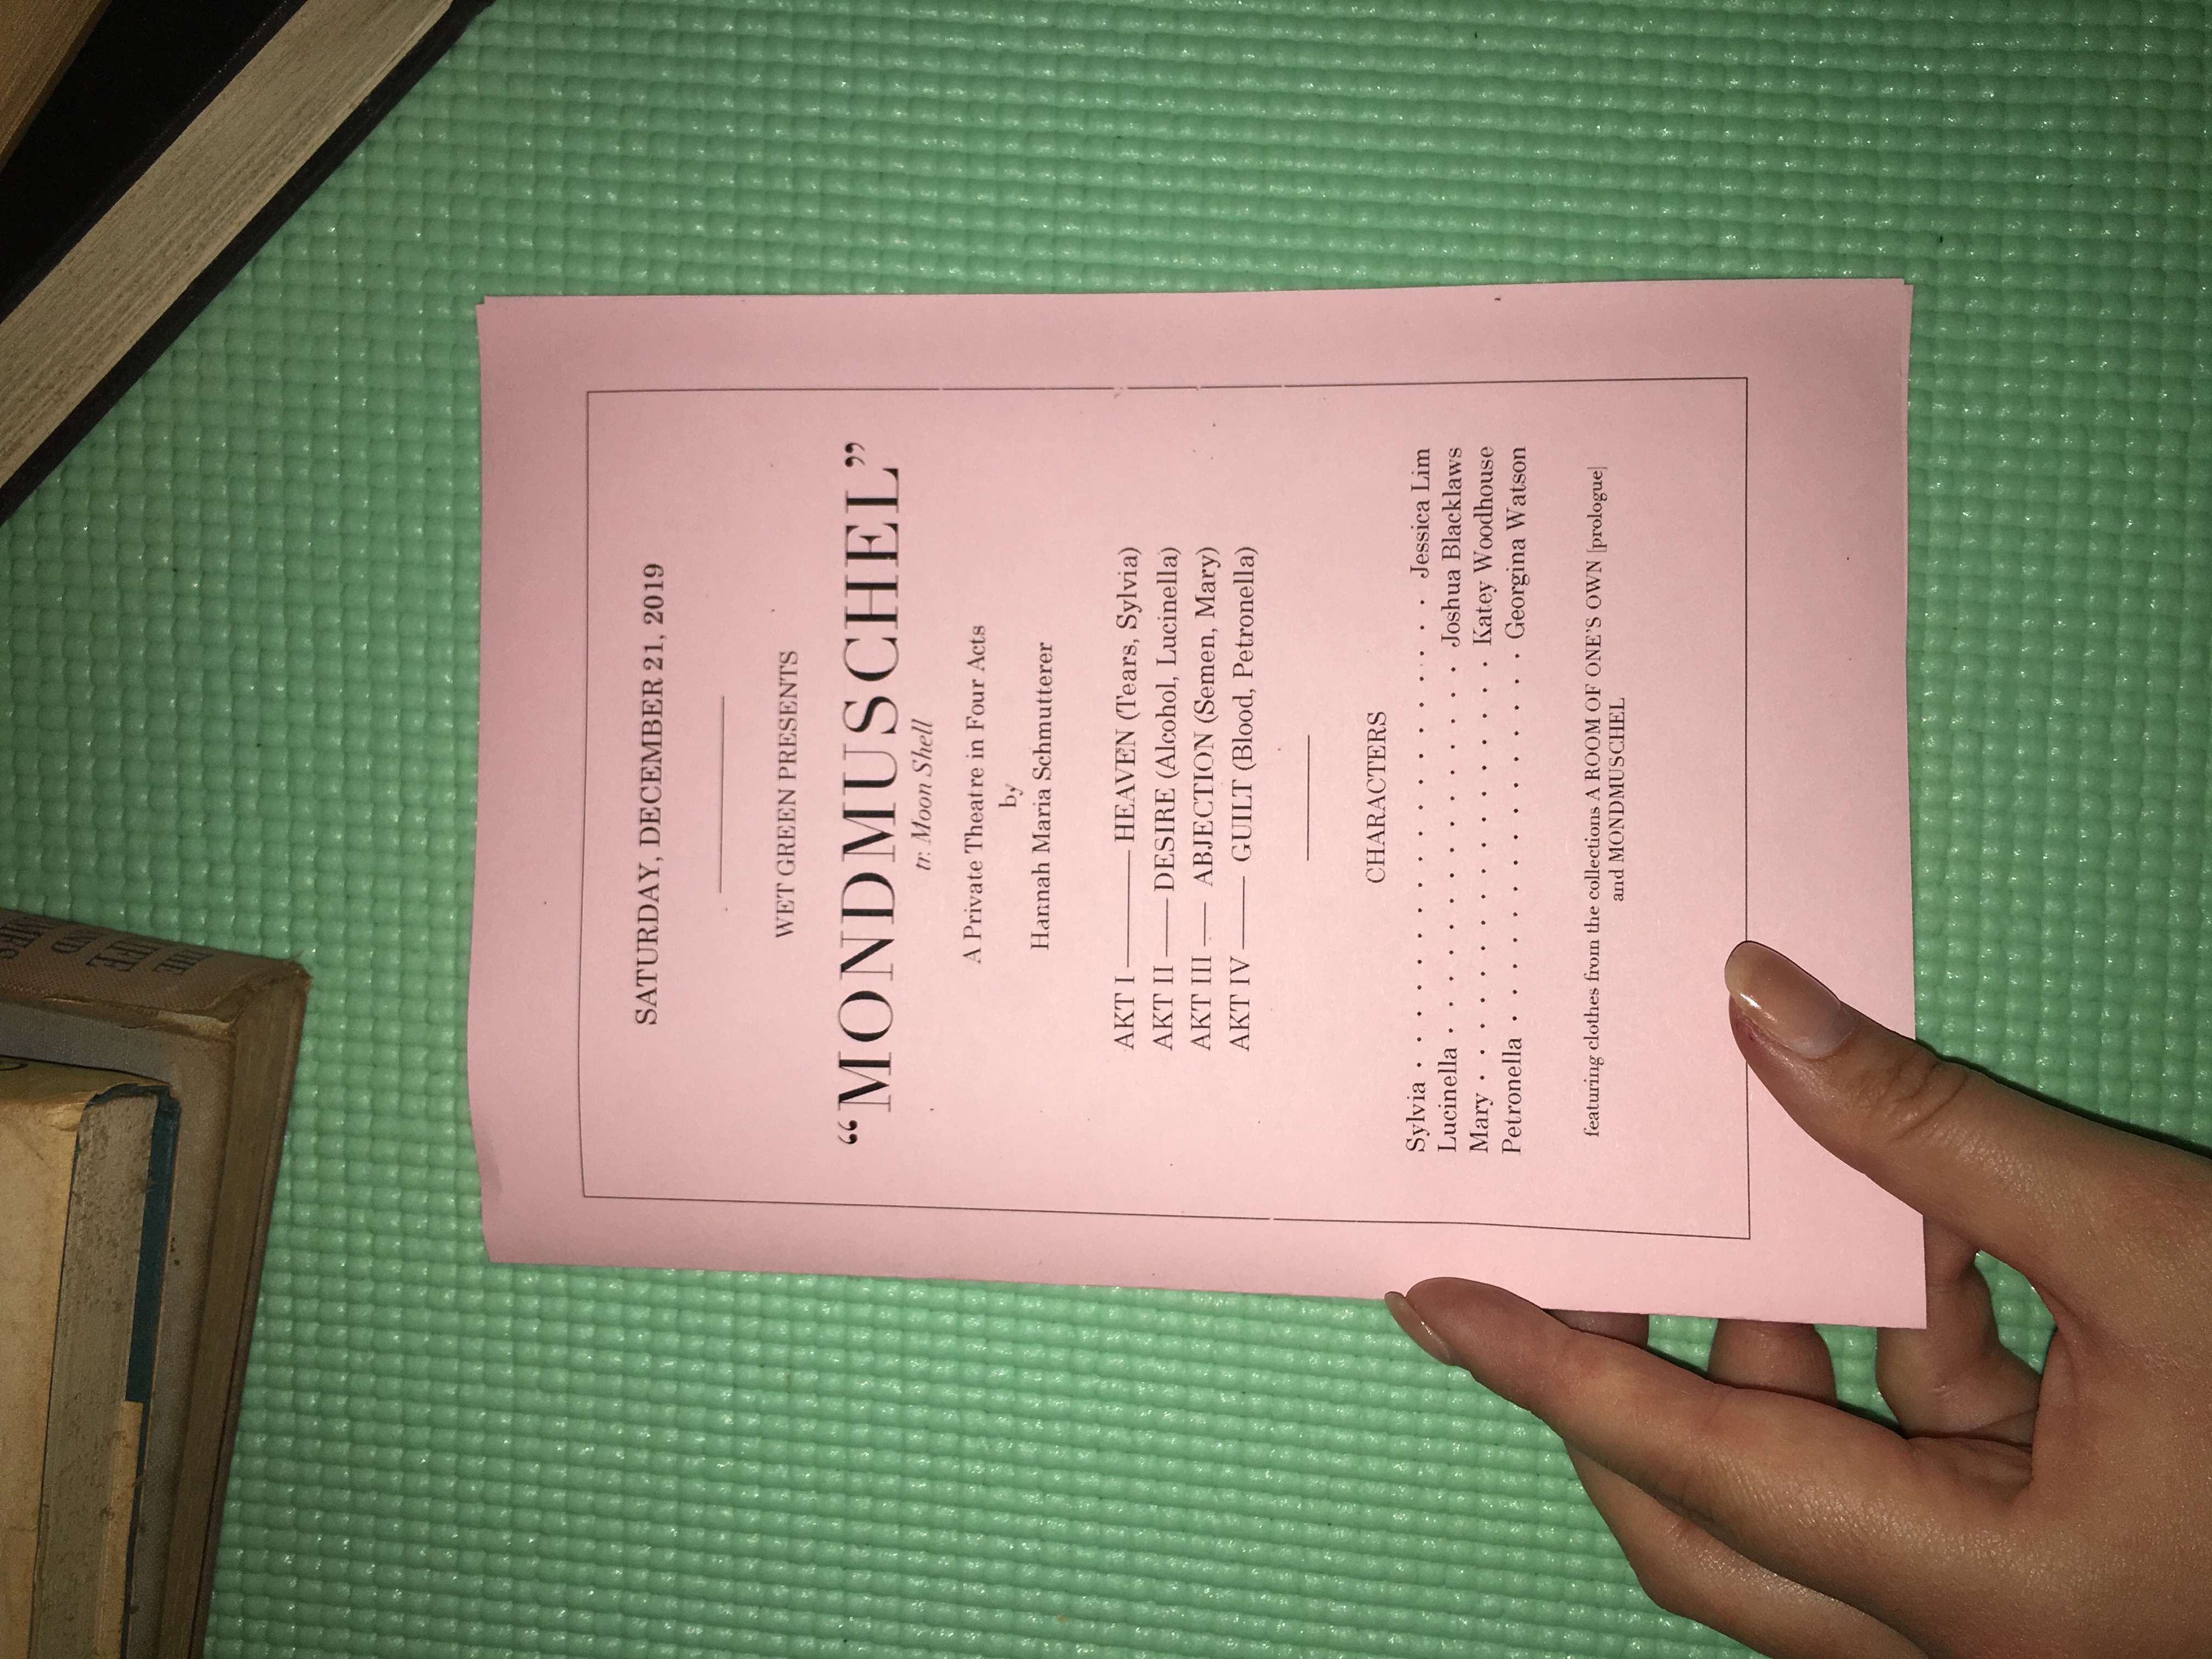 THE LIFE AND
SATURDAY, DECEMBER 21, 2019
WET GREEN PRESENTS
“MONDMUSCHEL”
tr. Moon Shell
A Private Theatre in Four Acts
by
Hannah Maria Schmutterer
AKT I ——— HEAVEN (Tears, Sylvia)
AKT II —— DESIRE (Alcohol, Lucinella)
AKT III —— ABJECTION (Semen, Mary)
AKT IV —— GUILT (Blood, Petronella)
CHARACTERS
Sylvia . . . . . . . . . . . . . . . . . . . Jessica Lim
Lucinella . . . . . . . . . . . . . . . Joshua Blacklaws
Mary . . . . . . . . . . . . . . . . . Katey Woodhouse
Petronella . . . . . . . . . . . . . . . Georgina Watson
featuring clothes from the collections A ROOM OF ONE’S OWN [prologue]
and MONDMUSCHEL